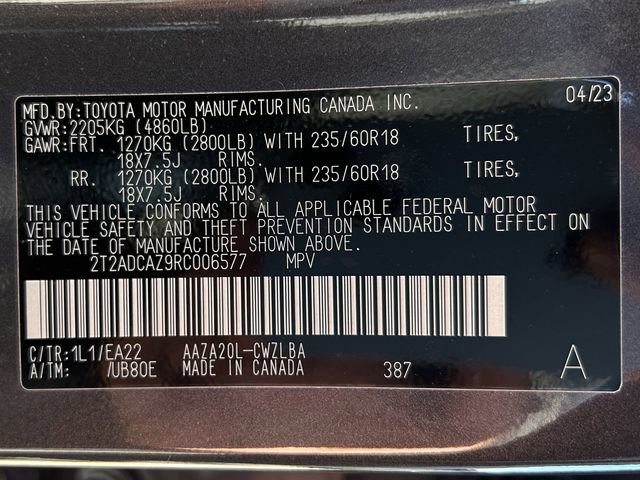 MFD.BY:TOYOTA MOTOR MANUFACTURING CANADA INC. 04/23
GVWR:2205KG (4860LB)
GAWR:FRT. 1270KG (2800LB) WITH 235/60R18 TIRES,
18X7.5J RIMS.
RR. 1270KG (2800LB) WITH 235/60R18 TIRES,
18X7.5J RIMS.
THIS VEHICLE CONFORMS TO ALL APPLICABLE FEDERAL MOTOR
VEHICLE SAFETY AND THEFT PREVENTION STANDARDS IN EFFECT ON
THE DATE OF MANUFACTURE SHOWN ABOVE.
2T2ADCAZ9RC006577 MPV
C/TR:1L1/EA22 AAZA20L-CWZLBA
A/TM: /UB80E MADE IN CANADA 387 A